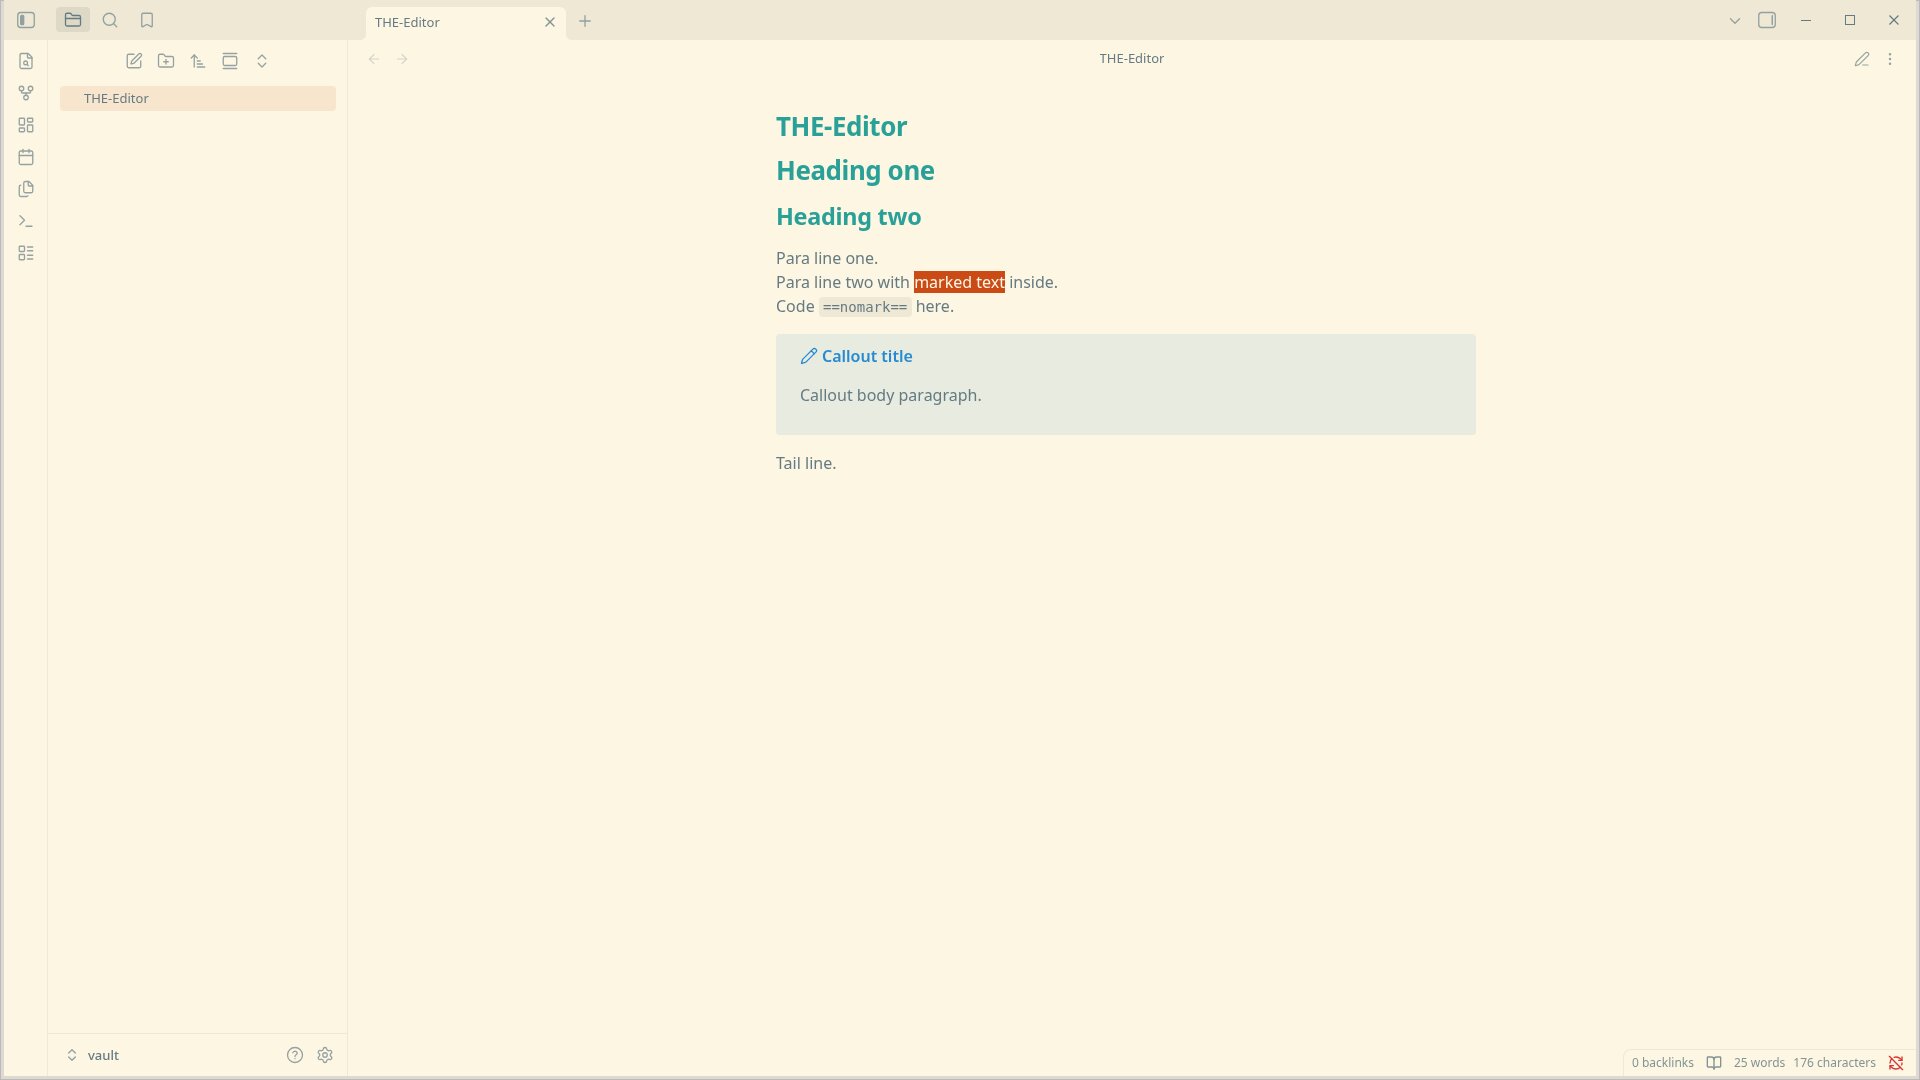 THE-Editor
THE-Editor
THE-Editor
THE-Editor
Heading one
Heading two
Para line one.
Para line two with marked text inside.
Code ==nomark== here.
Callout title
Callout body paragraph.
Tail line.
vault
0 backlinks 25 words 176 characters